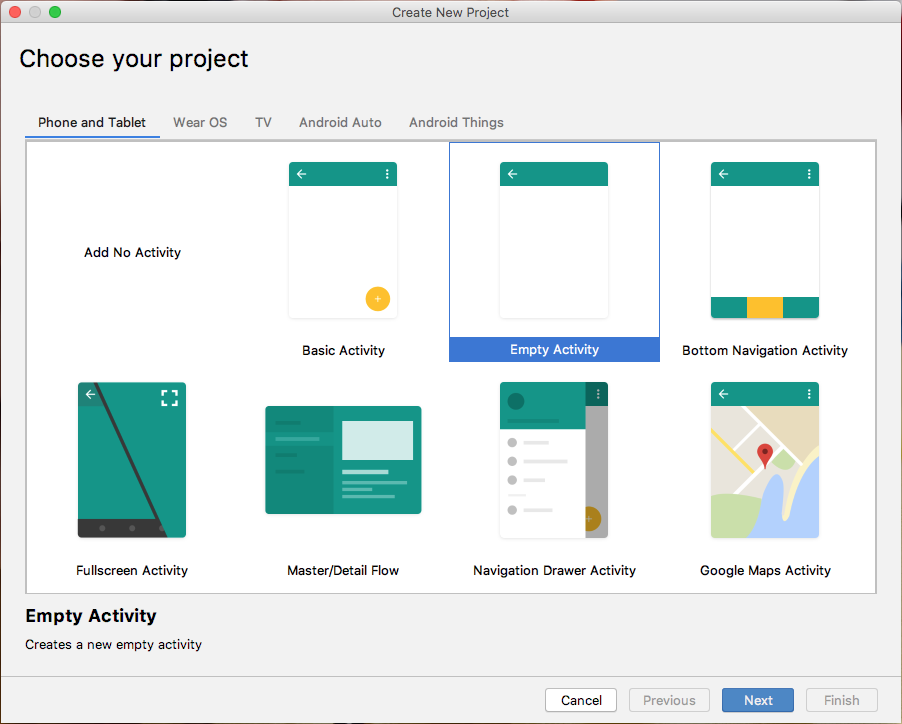 Create New Project
Choose your project
Phone and Tablet
Wear OS
TV
Android Auto
Android Things
Add No Activity
Basic Activity
Empty Activity
Bottom Navigation Activity
Fullscreen Activity
Master/Detail Flow
Navigation Drawer Activity
Google Maps Activity
Empty Activity
Creates a new empty activity
Cancel
Previous
Next
Finish